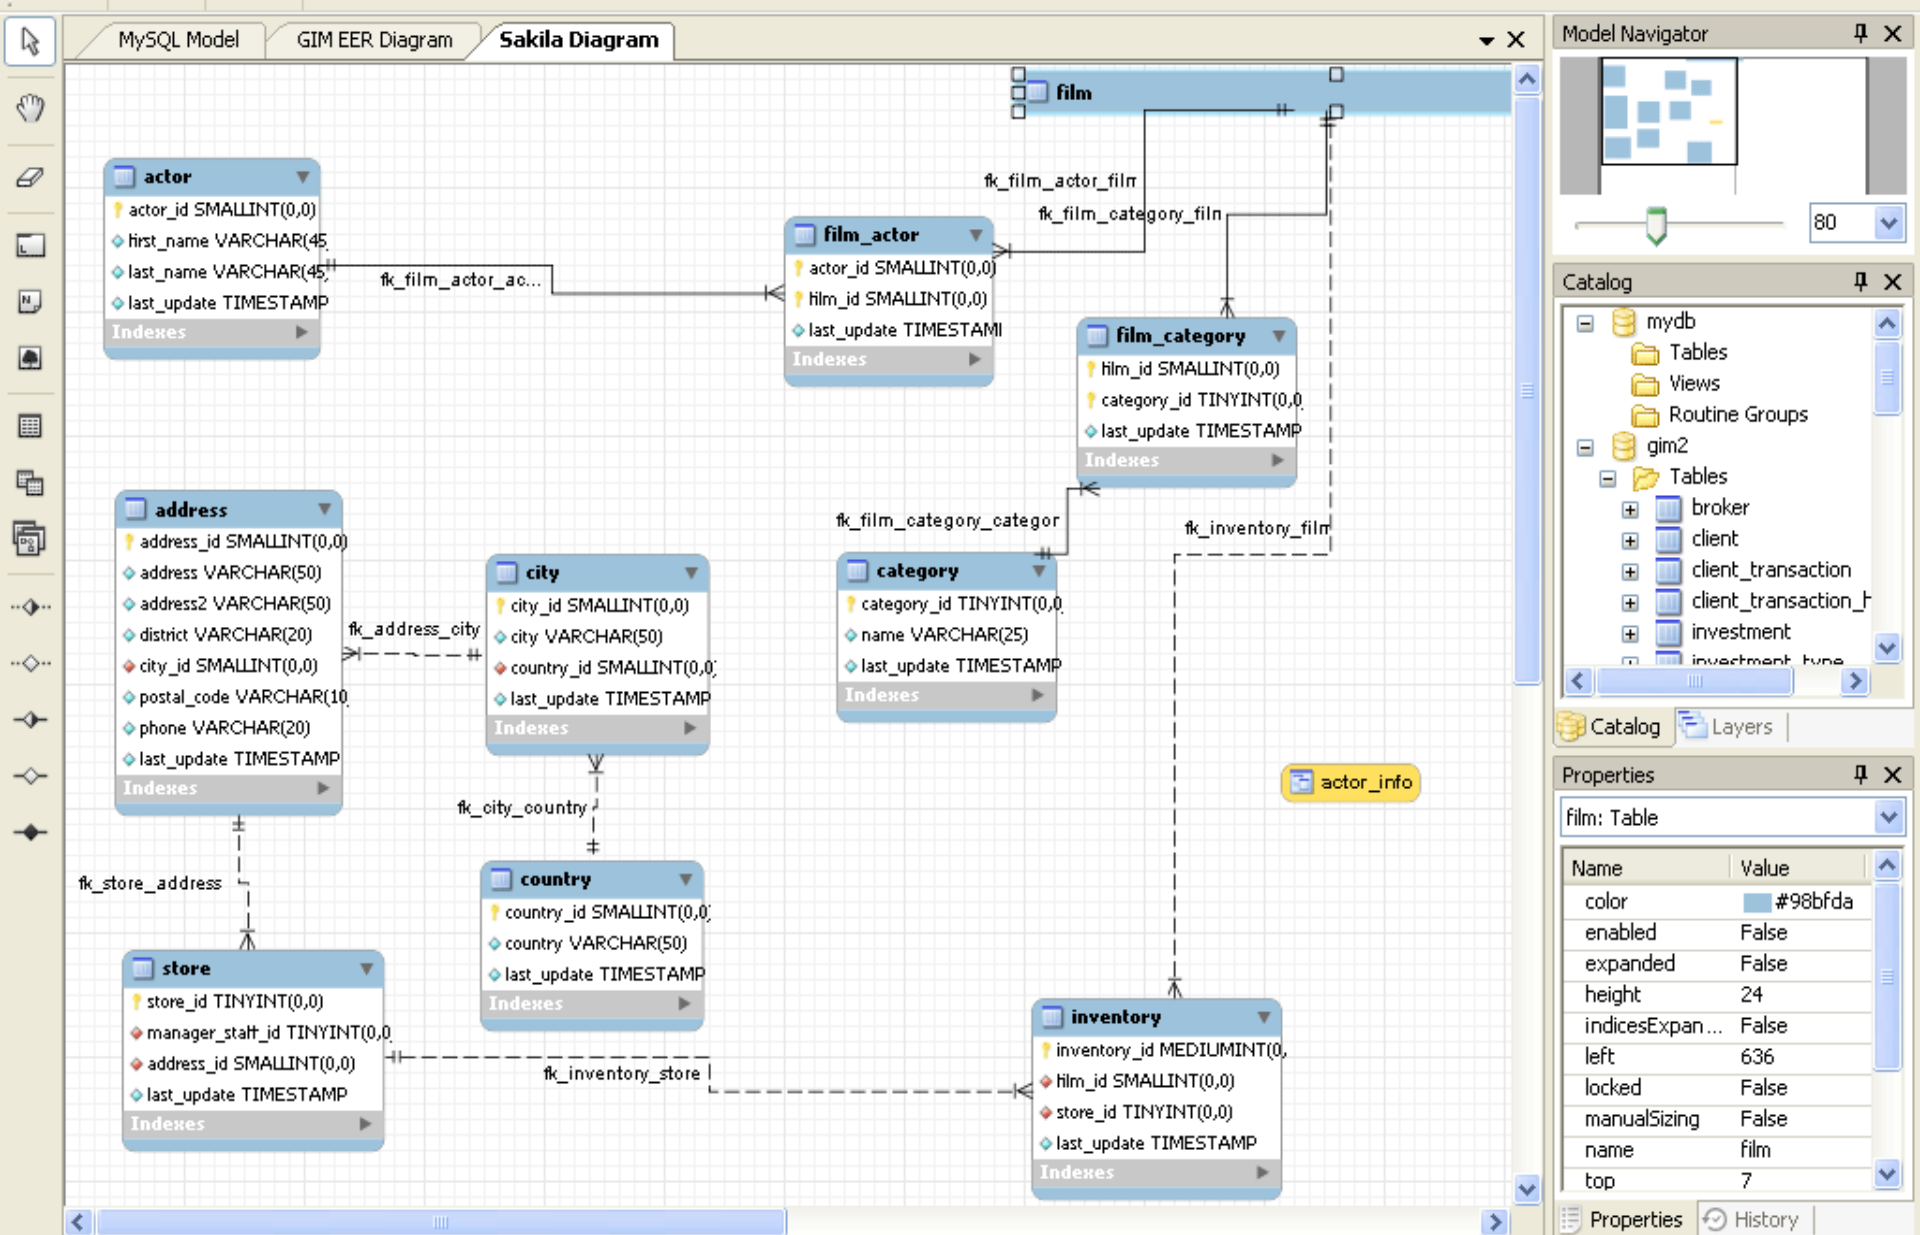 MySQL Model
GIM EER Diagram
Sakila Diagram
film
actor
actor_id SMALLINT(0,0)
first_name VARCHAR(45
last_name VARCHAR(45
last_update TIMESTAMP
Indexes
fk_film_actor_ac...
film_actor
actor_id SMALLINT(0,0)
film_id SMALLINT(0,0)
last_update TIMESTAM
Indexes
fk_film_actor_film
fk_film_category_film
film_category
film_id SMALLINT(0,0)
category_id TINYINT(0,0
last_update TIMESTAMP
Indexes
fk_film_category_categor
fk_inventory_film
address
address_id SMALLINT(0,0)
address VARCHAR(50)
address2 VARCHAR(50)
district VARCHAR(20)
city_id SMALLINT(0,0)
postal_code VARCHAR(10
phone VARCHAR(20)
last_update TIMESTAMP
Indexes
fk_address_city
city
city_id SMALLINT(0,0)
city VARCHAR(50)
country_id SMALLINT(0,0
last_update TIMESTAMP
Indexes
category
category_id TINYINT(0,0
name VARCHAR(25)
last_update TIMESTAMP
Indexes
actor_info
fk_city_country
fk_store_address
country
country_id SMALLINT(0,0
country VARCHAR(50)
last_update TIMESTAMP
Indexes
store
store_id TINYINT(0,0)
manager_staff_id TINYINT(0,0
address_id SMALLINT(0,0)
last_update TIMESTAMP
Indexes
fk_inventory_store
inventory
inventory_id MEDIUMINT(0,
film_id SMALLINT(0,0)
store_id TINYINT(0,0)
last_update TIMESTAMP
Indexes
Model Navigator
80
Catalog
mydb
Tables
Views
Routine Groups
gim2
Tables
broker
client
client_transaction
client_transaction_h
investment
investment_type
Catalog
Layers
Properties
film: Table
Name Value
color #98bfda
enabled False
expanded False
height 24
indicesExpan... False
left 636
locked False
manualSizing False
name film
top 7
Properties
History